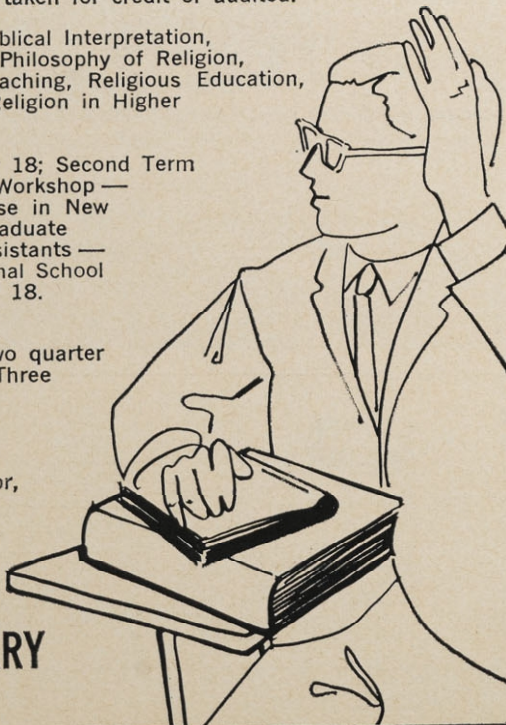 taken for credit or audited.
blical Interpretation,
Philosophy of Religion,
aching, Religious Education,
Religion in Higher
18; Second Term
Workshop —
se in New
aduate
sistants —
nal School
18.
vo quarter
Three
or,
RY